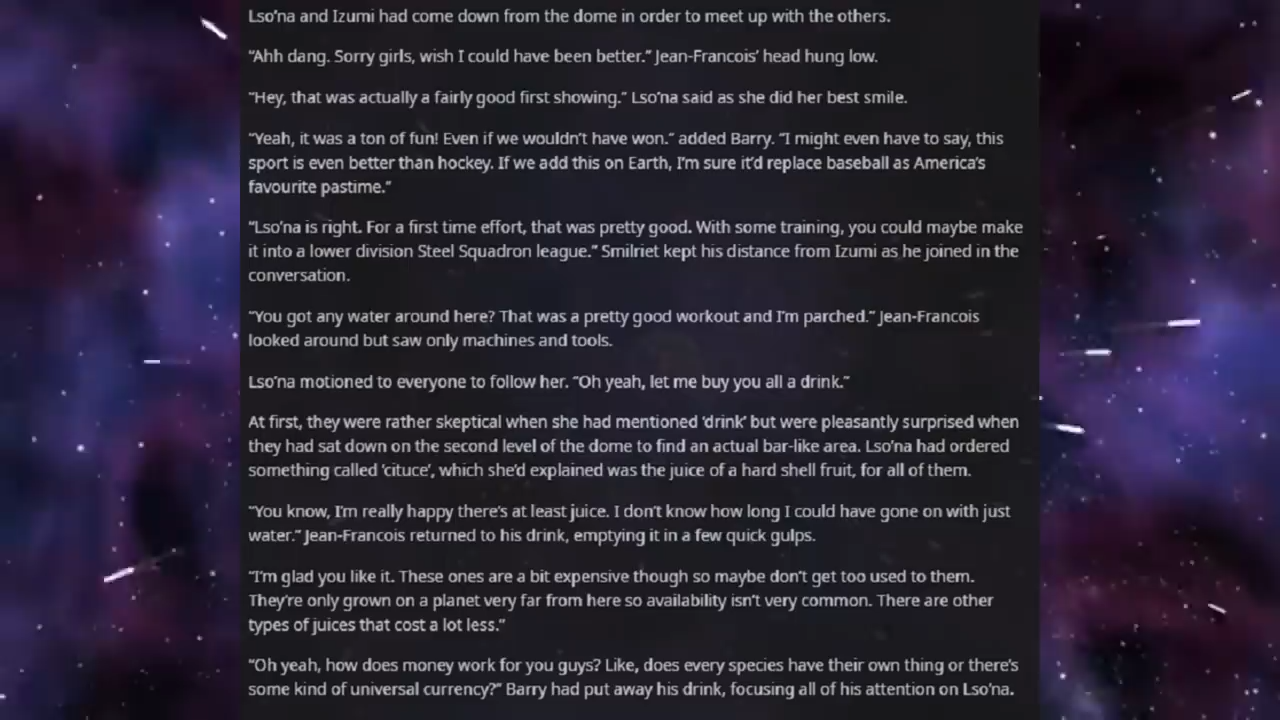 Lso’na and Izumi had come down from the dome in order to meet up with the others.
“Ahh dang. Sorry girls, wish I could have been better.” Jean-Francois’ head hung low.
“Hey, that was actually a fairly good first showing.” Lso’na said as she did her best smile.
“Yeah, it was a ton of fun! Even if we wouldn’t have won.” added Barry. “I might even have to say, this
sport is even better than hockey. If we add this on Earth, I’m sure it’d replace baseball as America’s
favourite pastime.”
“Lso’na is right. For a first time effort, that was pretty good. With some training, you could maybe make
it into a lower division Steel Squadron league.” Smilriet kept his distance from Izumi as he joined in the
conversation.
“You got any water around here? That was a pretty good workout and I’m parched.” Jean-Francois
looked around but saw only machines and tools.
Lso’na motioned to everyone to follow her. “Oh yeah, let me buy you all a drink.”
At first, they were rather skeptical when she had mentioned ‘drink’ but were pleasantly surprised when
they had sat down on the second level of the dome to find an actual bar-like area. Lso’na had ordered
something called ‘cituce’, which she’d explained was the juice of a hard shell fruit, for all of them.
“You know, I’m really happy there’s at least juice. I don’t know how long I could have gone on with just
water.” Jean-Francois returned to his drink, emptying it in a few quick gulps.
“I’m glad you like it. These ones are a bit expensive though so maybe don’t get too used to them.
They’re only grown on a planet very far from here so availability isn’t very common. There are other
types of juices that cost a lot less.”
“Oh yeah, how does money work for you guys? Like, does every species have their own thing or there’s
some kind of universal currency?” Barry had put away his drink, focusing all of his attention on Lso’na.